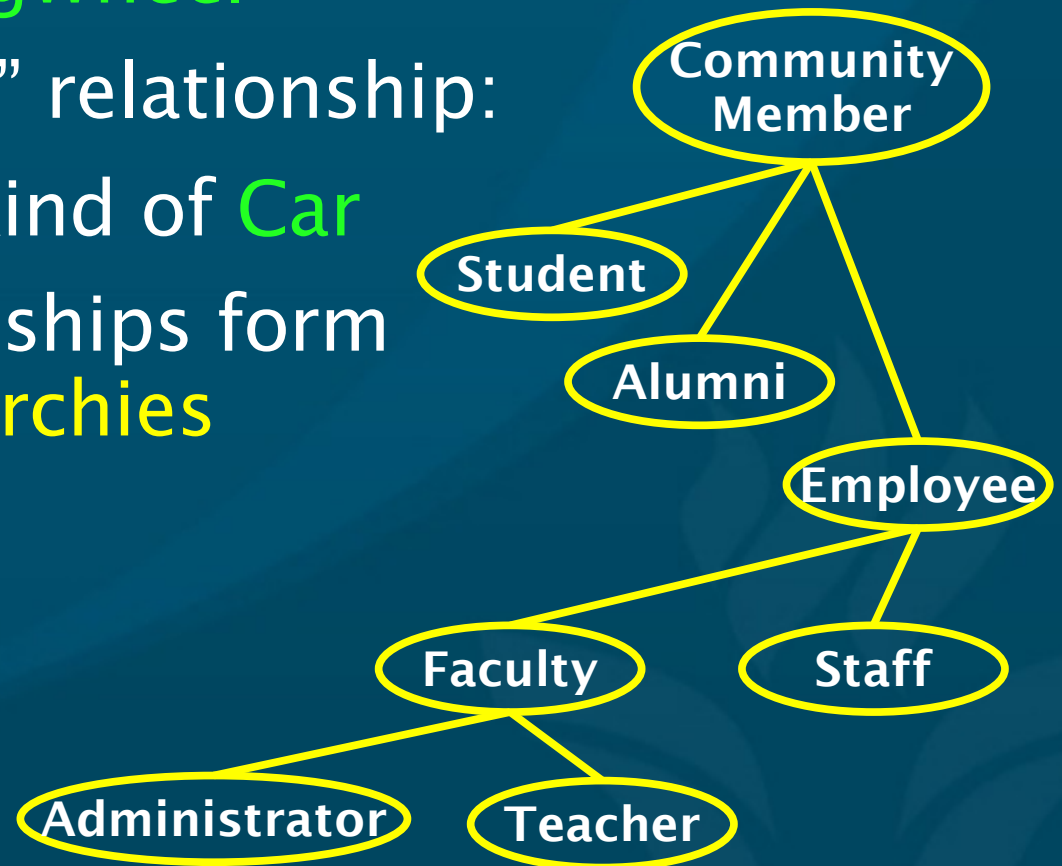 ” relationship:
ind of Car
ships form
rchies
Community
Member
Student
Alumni
Employee
Faculty
Staff
Administrator
Teacher